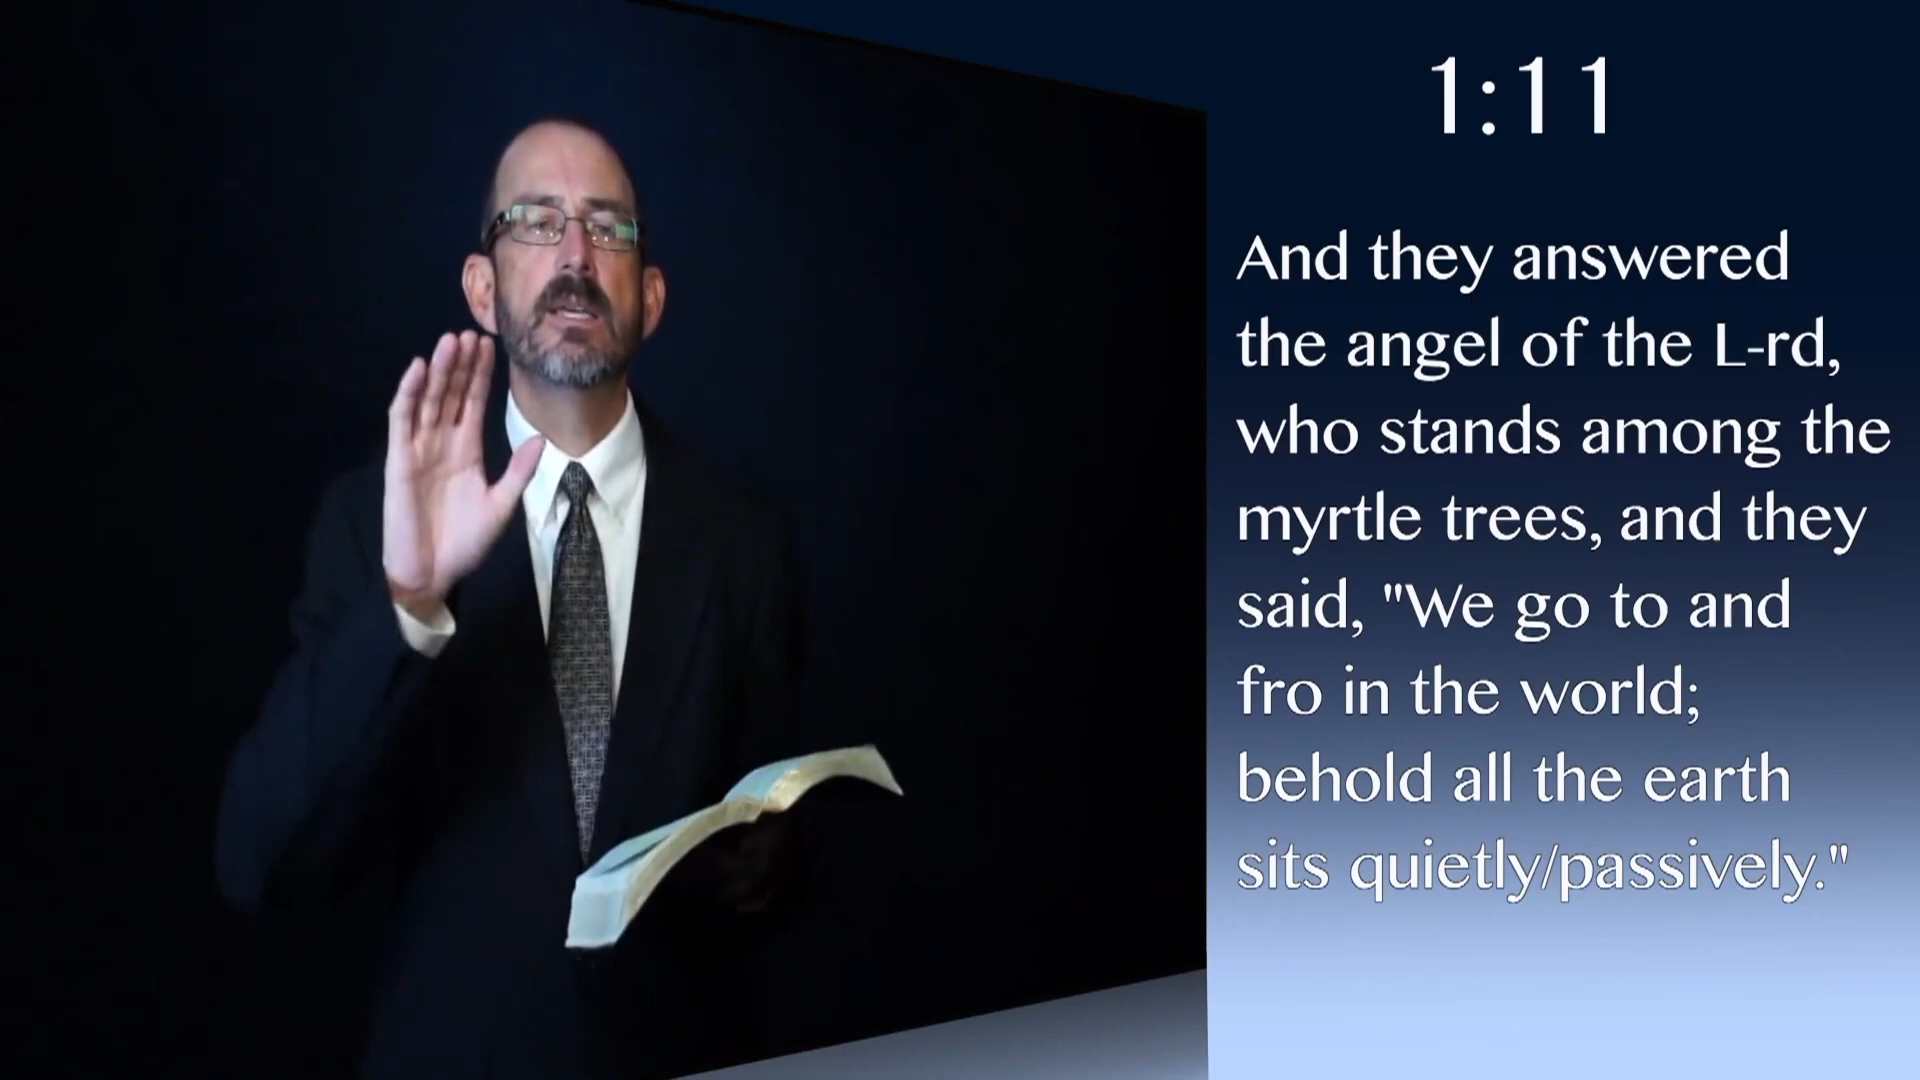 1:11
And they answered
the angel of the L-rd,
who stands among the
myrtle trees, and they
said, "We go to and
fro in the world;
behold all the earth
sits quietly/passively."